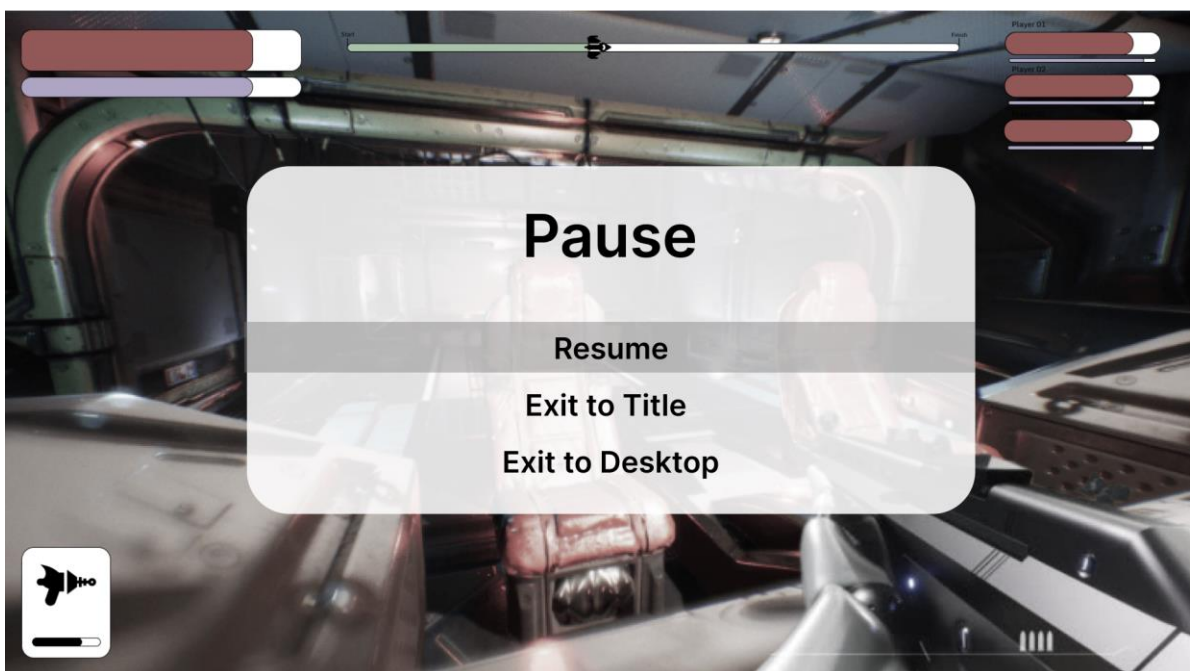 Start
Finish
Player 01
Player 02
Pause
Resume
Exit to Title
Exit to Desktop